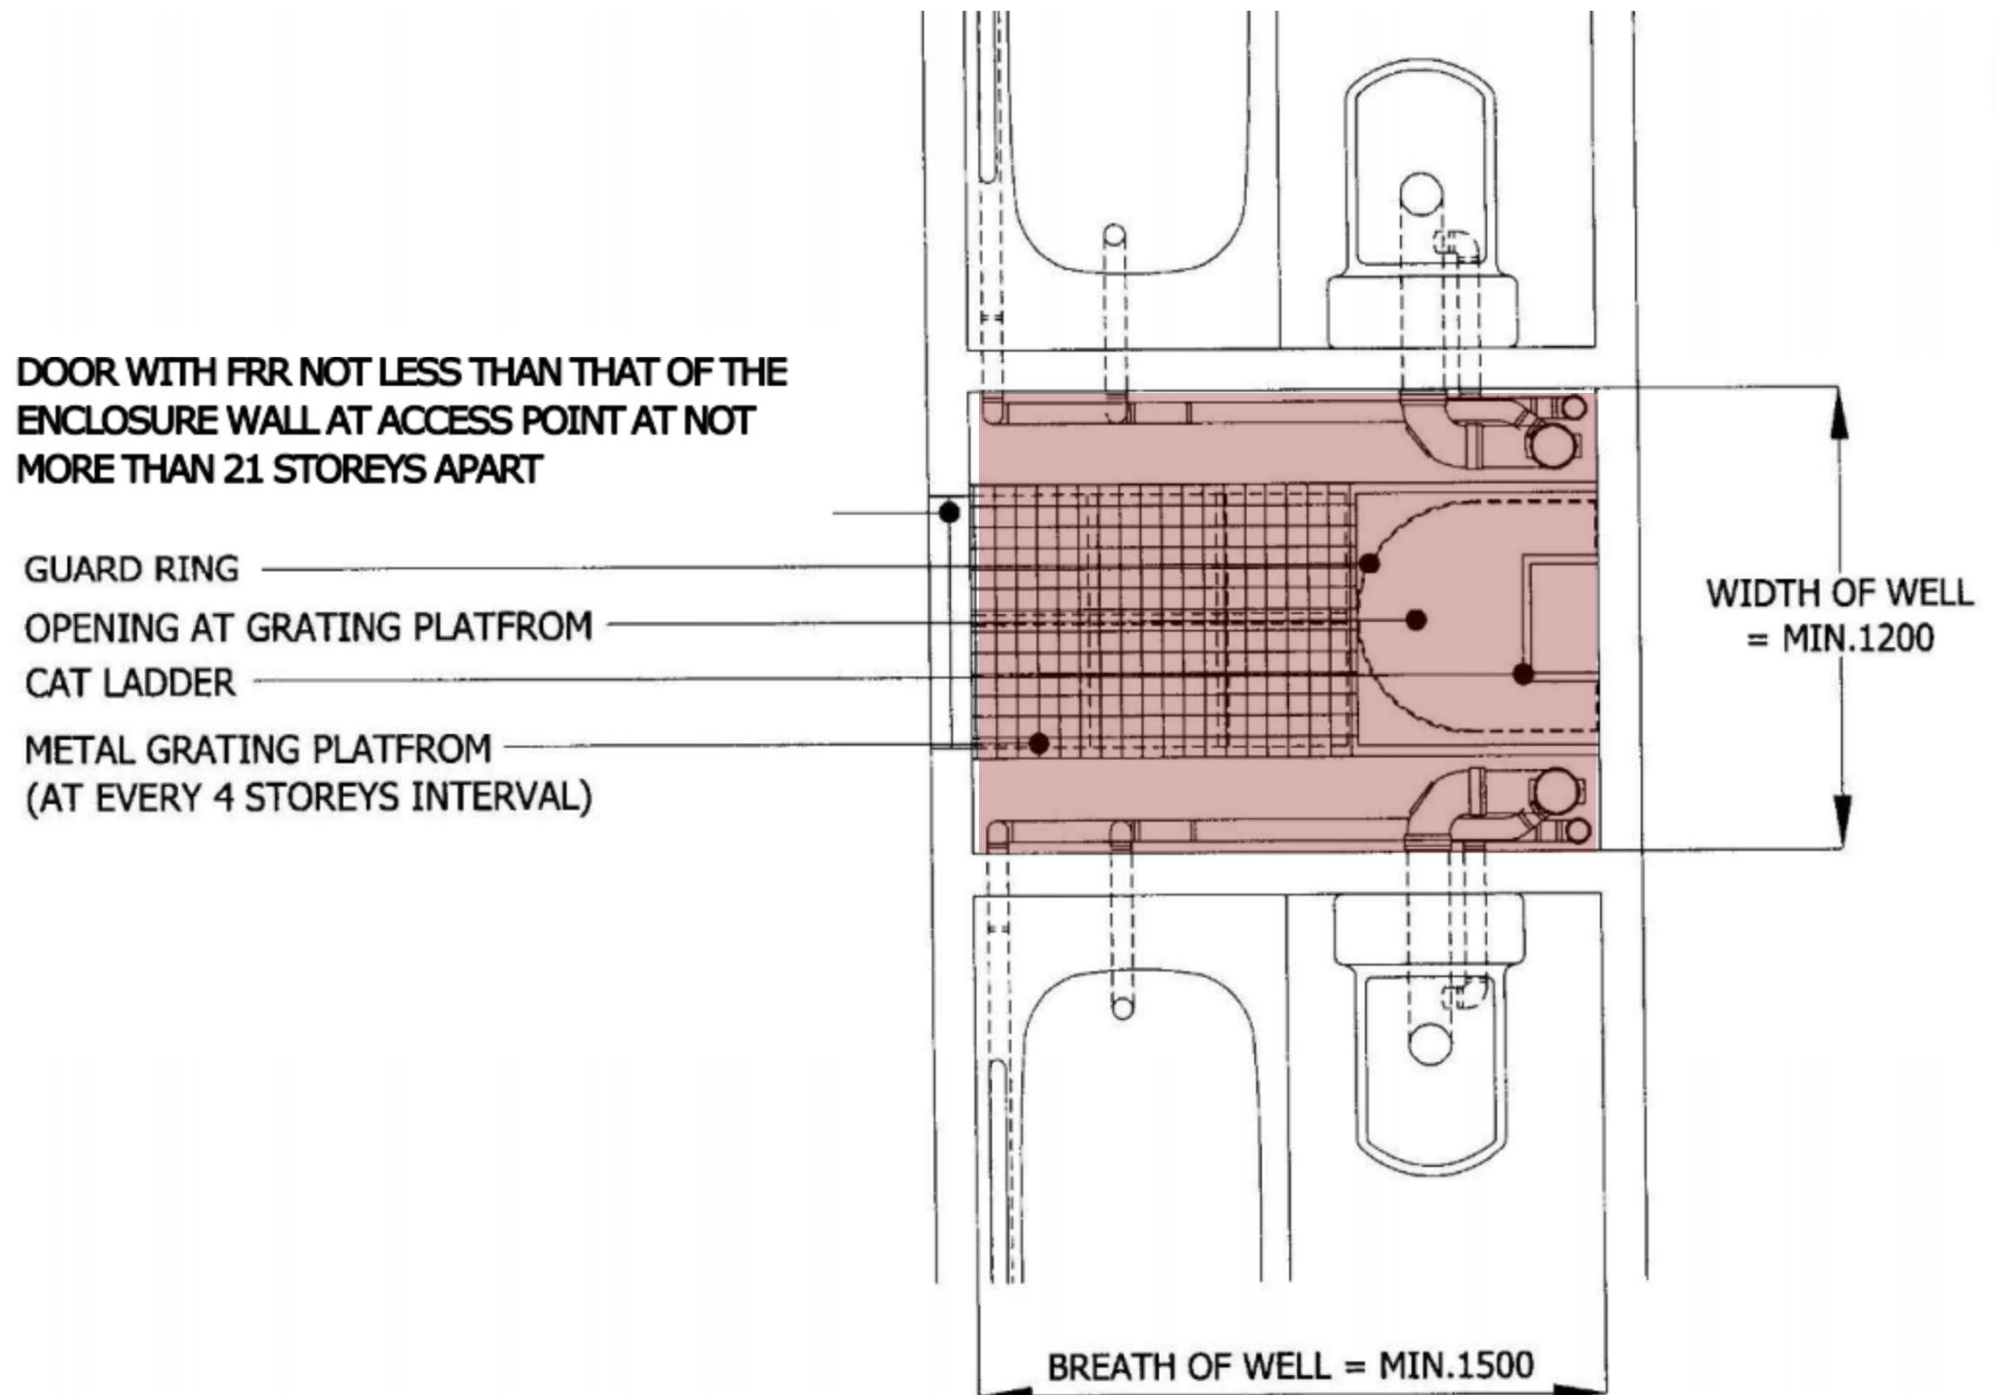 DOOR WITH FRR NOT LESS THAN THAT OF THE
ENCLOSURE WALL AT ACCESS POINT AT NOT
MORE THAN 21 STOREYS APART
GUARD RING
OPENING AT GRATING PLATFROM
CAT LADDER
METAL GRATING PLATFROM
(AT EVERY 4 STOREYS INTERVAL)
WIDTH OF WELL
= MIN.1200
BREATH OF WELL = MIN.1500